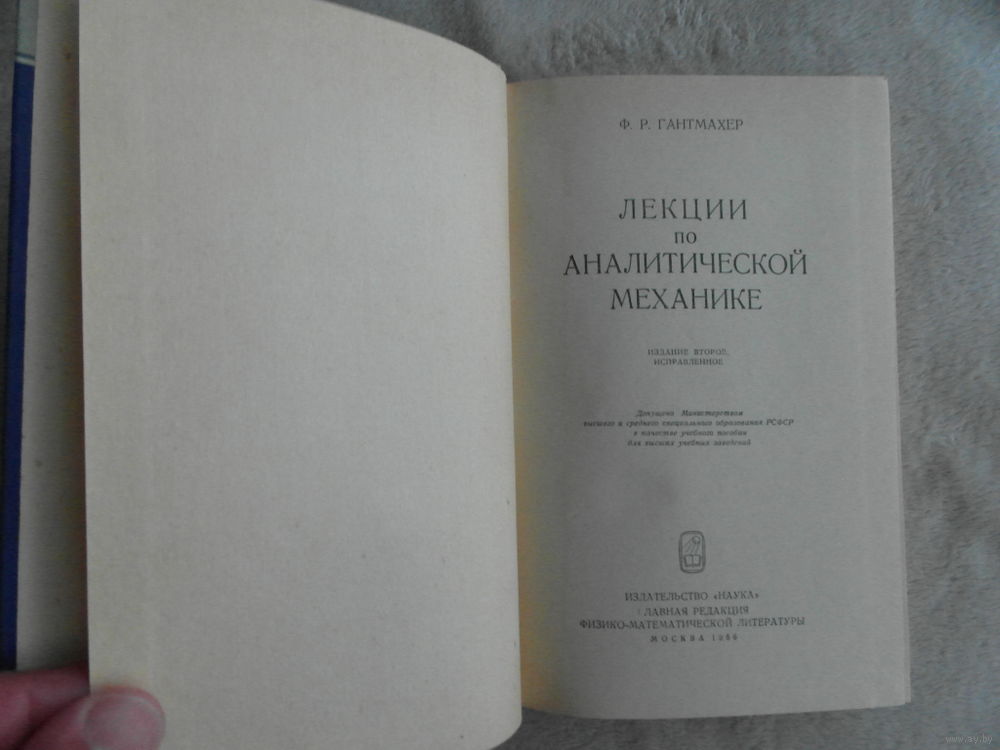 Ф. Р. ГАНТМАХЕР
ЛЕКЦИИ
ПО
АНАЛИТИЧЕСКОЙ
МЕХАНИКЕ
ИЗДАНИЕ ВТОРОЕ,
ИСПРАВЛЕННОЕ
Допущено Министерством
высшего и среднего специального образования РСФСР
в качестве учебного пособия
для высших учебных заведений
ИЗДАТЕЛЬСТВО «НАУКА»
ЛАВНАЯ РЕДАКЦИЯ
ФИЗИКО-МАТЕМАТИЧЕСКОЙ ЛИТЕРАТУРЫ
МОСКВА 1966
www.ay.by